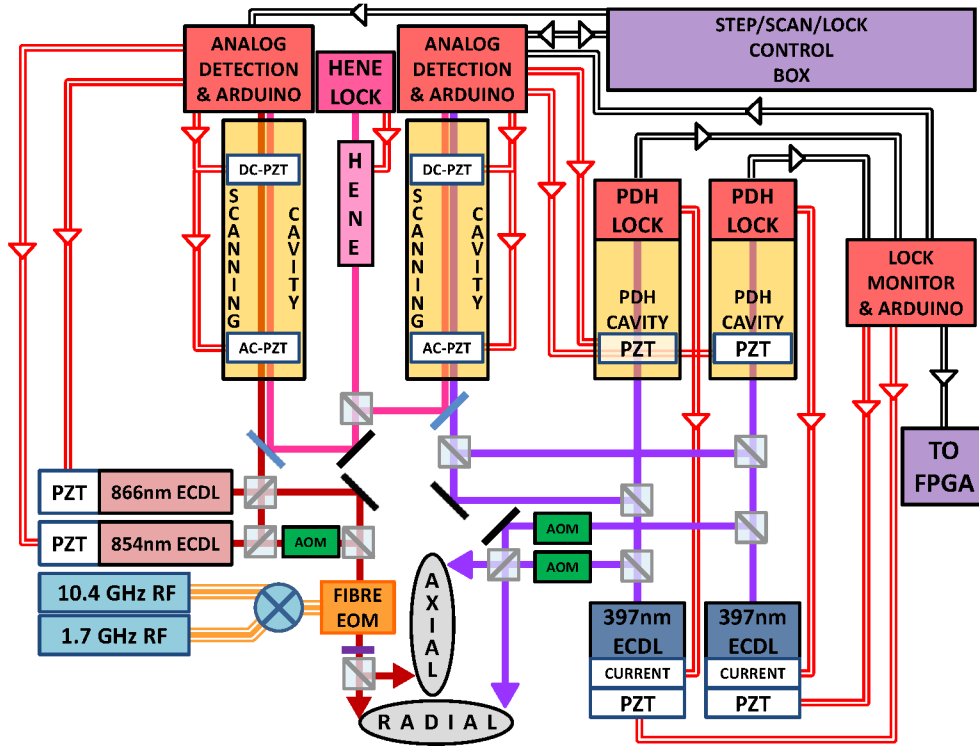 STEP/SCAN/LOCK
CONTROL
BOX
ANALOG
DETECTION
& ARDUINO
HENE
LOCK
ANALOG
DETECTION
& ARDUINO
HENE
DC-PZT
SCANNING
CAVITY
AC-PZT
DC-PZT
SCANNING
CAVITY
AC-PZT
PDH
LOCK
PDH
CAVITY
PZT
PDH
LOCK
PDH
CAVITY
PZT
LOCK
MONITOR
& ARDUINO
TO
FPGA
PZT
866nm ECDL
PZT
854nm ECDL
AOM
AOM
AOM
10.4 GHz RF
1.7 GHz RF
FIBRE
EOM
AXIAL
RADIAL
397nm
ECDL
CURRENT
PZT
397nm
ECDL
CURRENT
PZT